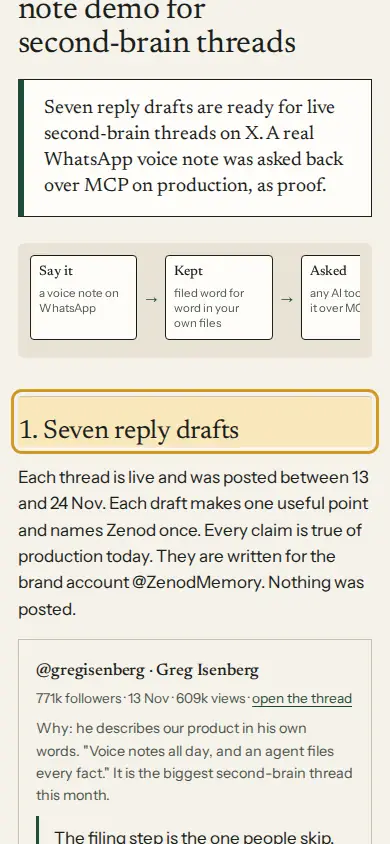 note demo for
second-brain threads
Seven reply drafts are ready for live
second-brain threads on X. A real
WhatsApp voice note was asked back
over MCP on production, as proof.
Say it
a voice note on
WhatsApp
→
Kept
filed word for
word in your
own files
→
Asked
any AI too
it over MC
1. Seven reply drafts
Each thread is live and was posted between 13
and 24 Nov. Each draft makes one useful point
and names Zenod once. Every claim is true of
production today. They are written for the
brand account @ZenodMemory. Nothing was
posted.
@gregisenberg · Greg Isenberg
771k followers · 13 Nov · 609k views · open the thread
Why: he describes our product in his own
words. "Voice notes all day, and an agent files
every fact." It is the biggest second-brain thread
this month.
The filing step is the one people skip.